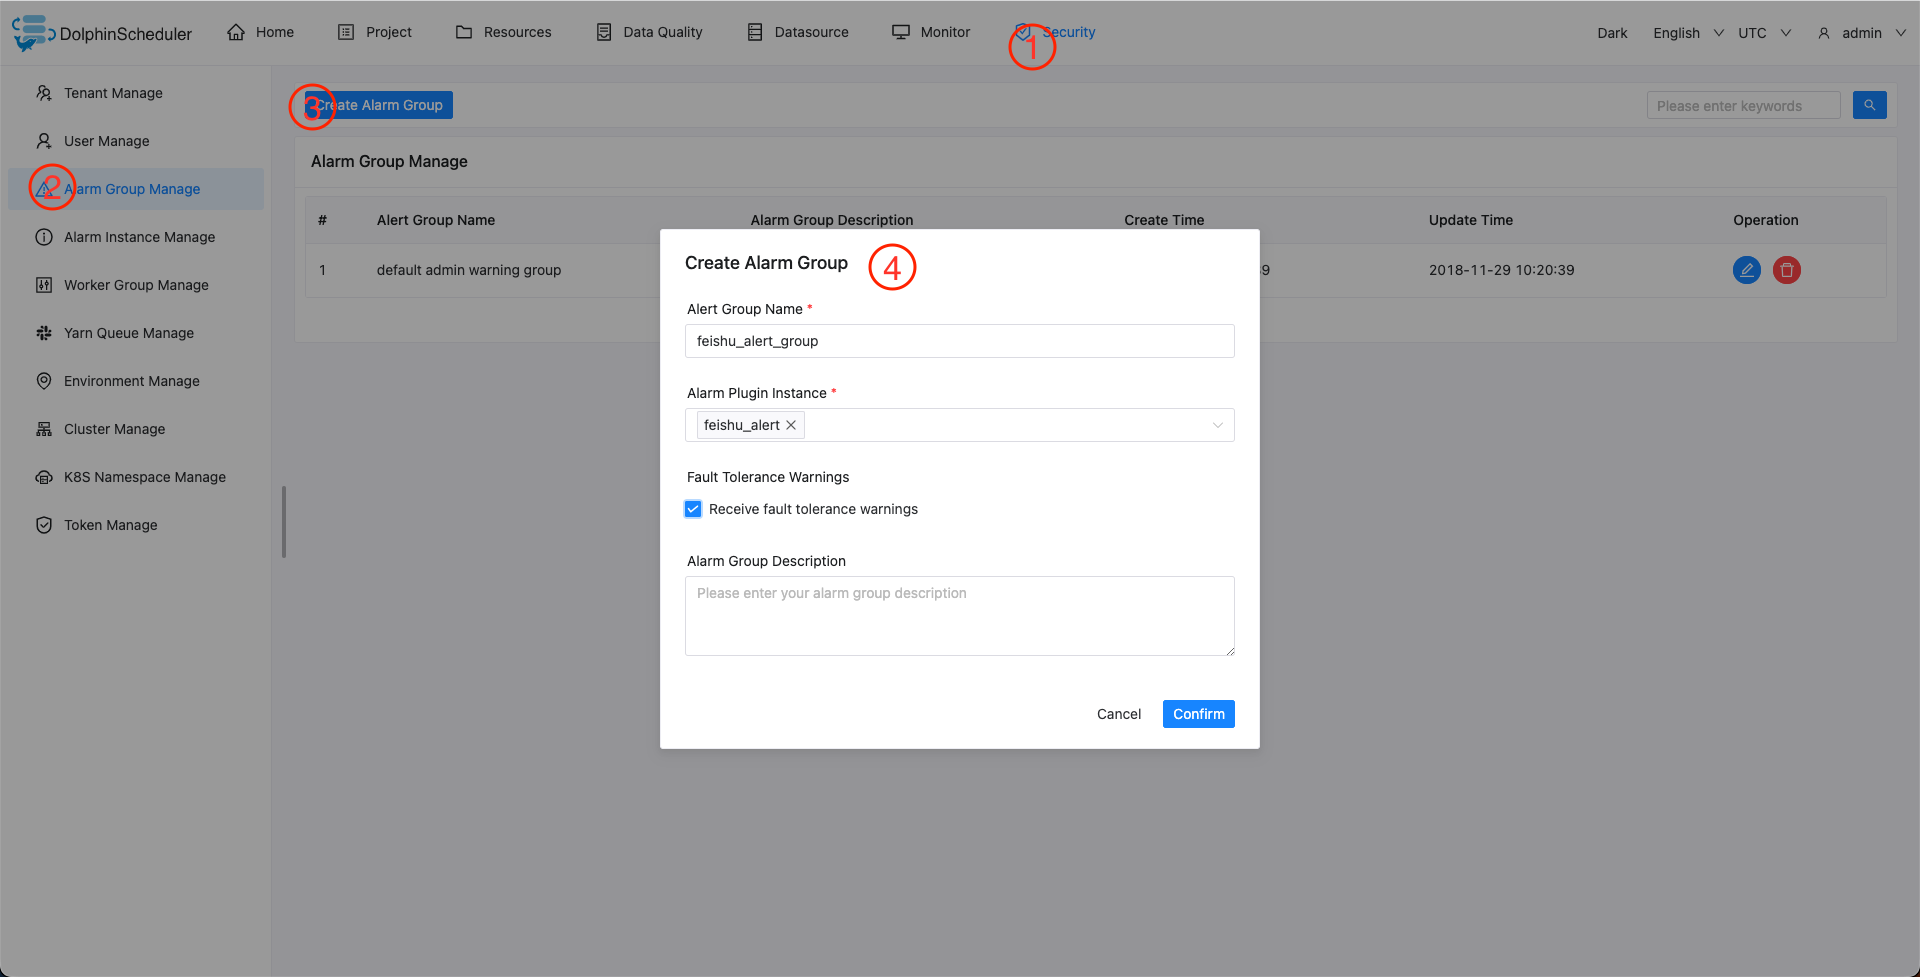 DolphinScheduler Home Project Resources Data Quality Datasource Monitor Security Dark English UTC admin
1
Tenant Manage
User Manage
Alarm Group Manage
2
Alarm Instance Manage
Worker Group Manage
Yarn Queue Manage
Environment Manage
Cluster Manage
K8S Namespace Manage
Token Manage
3
Create Alarm Group
Please enter keywords
Alarm Group Manage
# Alert Group Name Alarm Group Description Create Time Update Time Operation
1 default admin warning group 39 2018-11-29 10:20:39
Create Alarm Group 4
Alert Group Name *
feishu_alert_group
Alarm Plugin Instance *
feishu_alert
Fault Tolerance Warnings
Receive fault tolerance warnings
Alarm Group Description
Please enter your alarm group description
Cancel Confirm